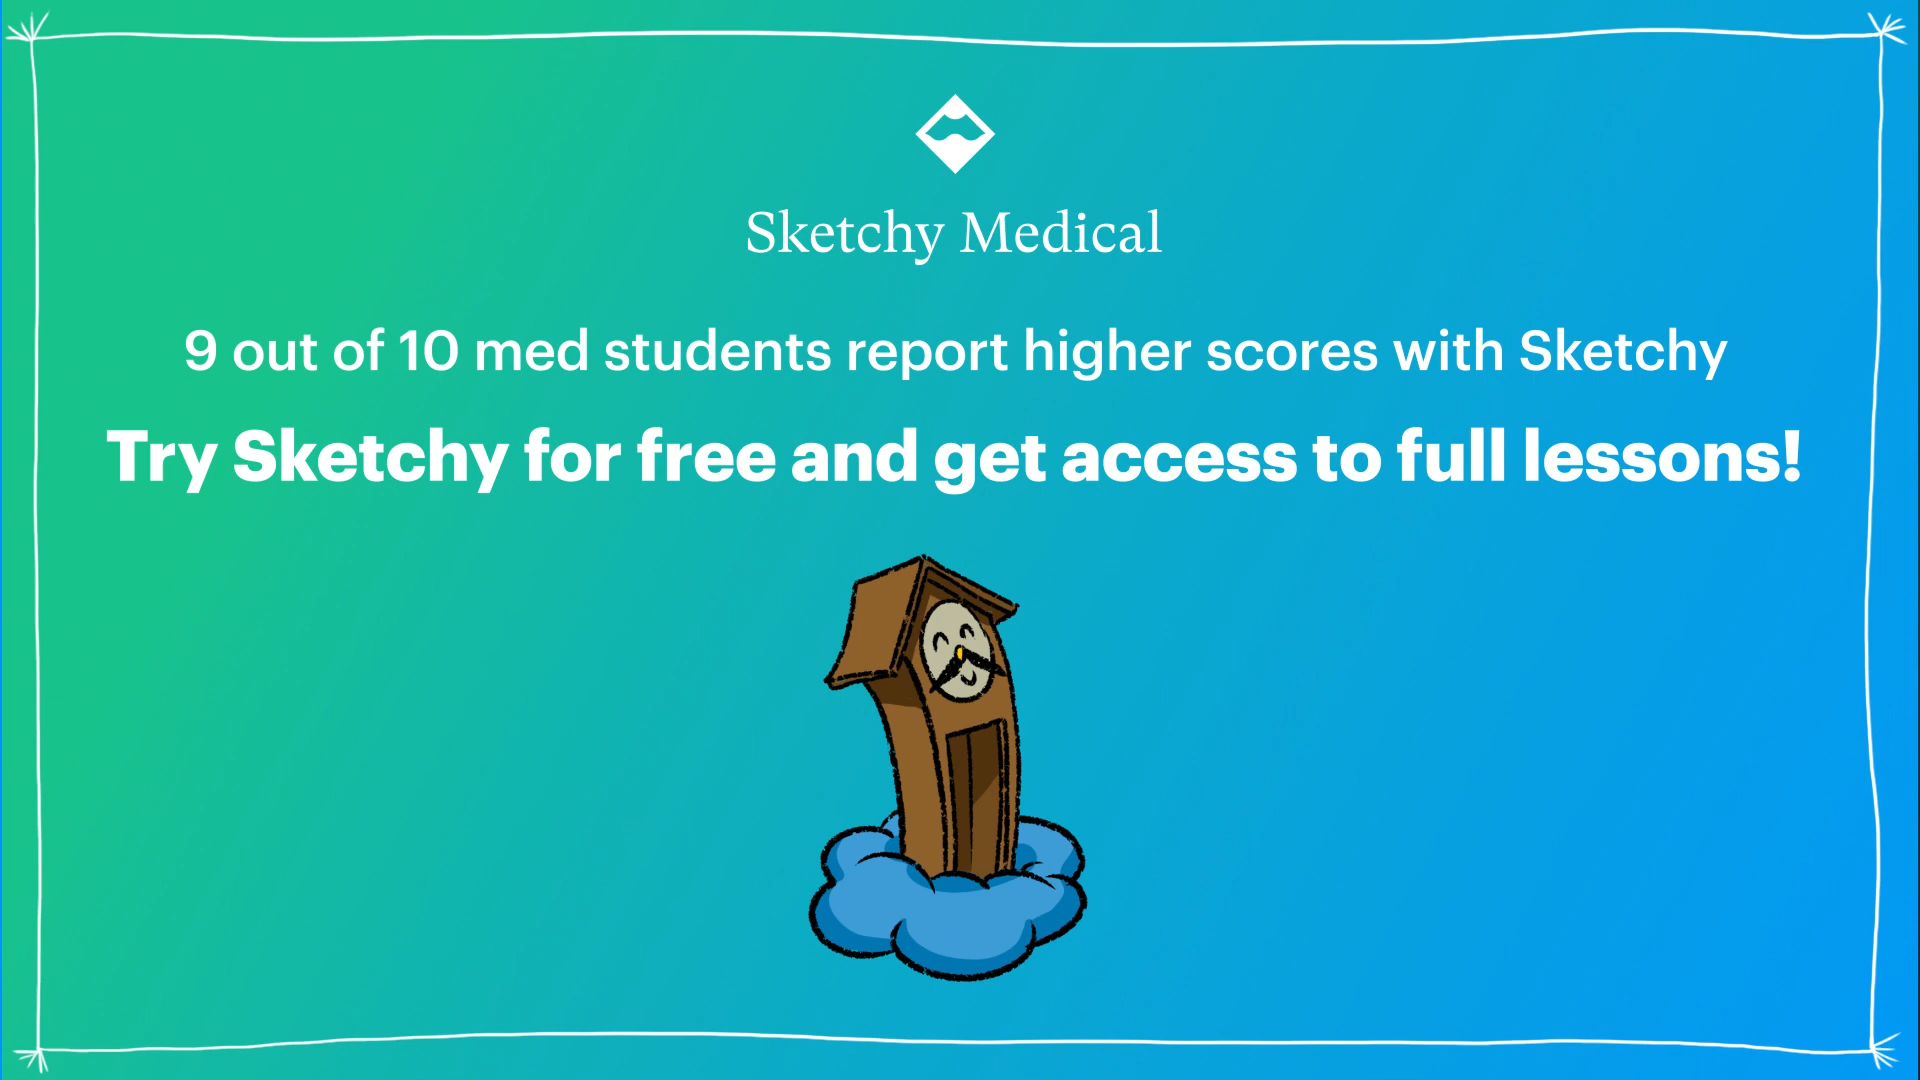 Sketchy Medical
9 out of 10 med students report higher scores with Sketchy
Try Sketchy for free and get access to full lessons!